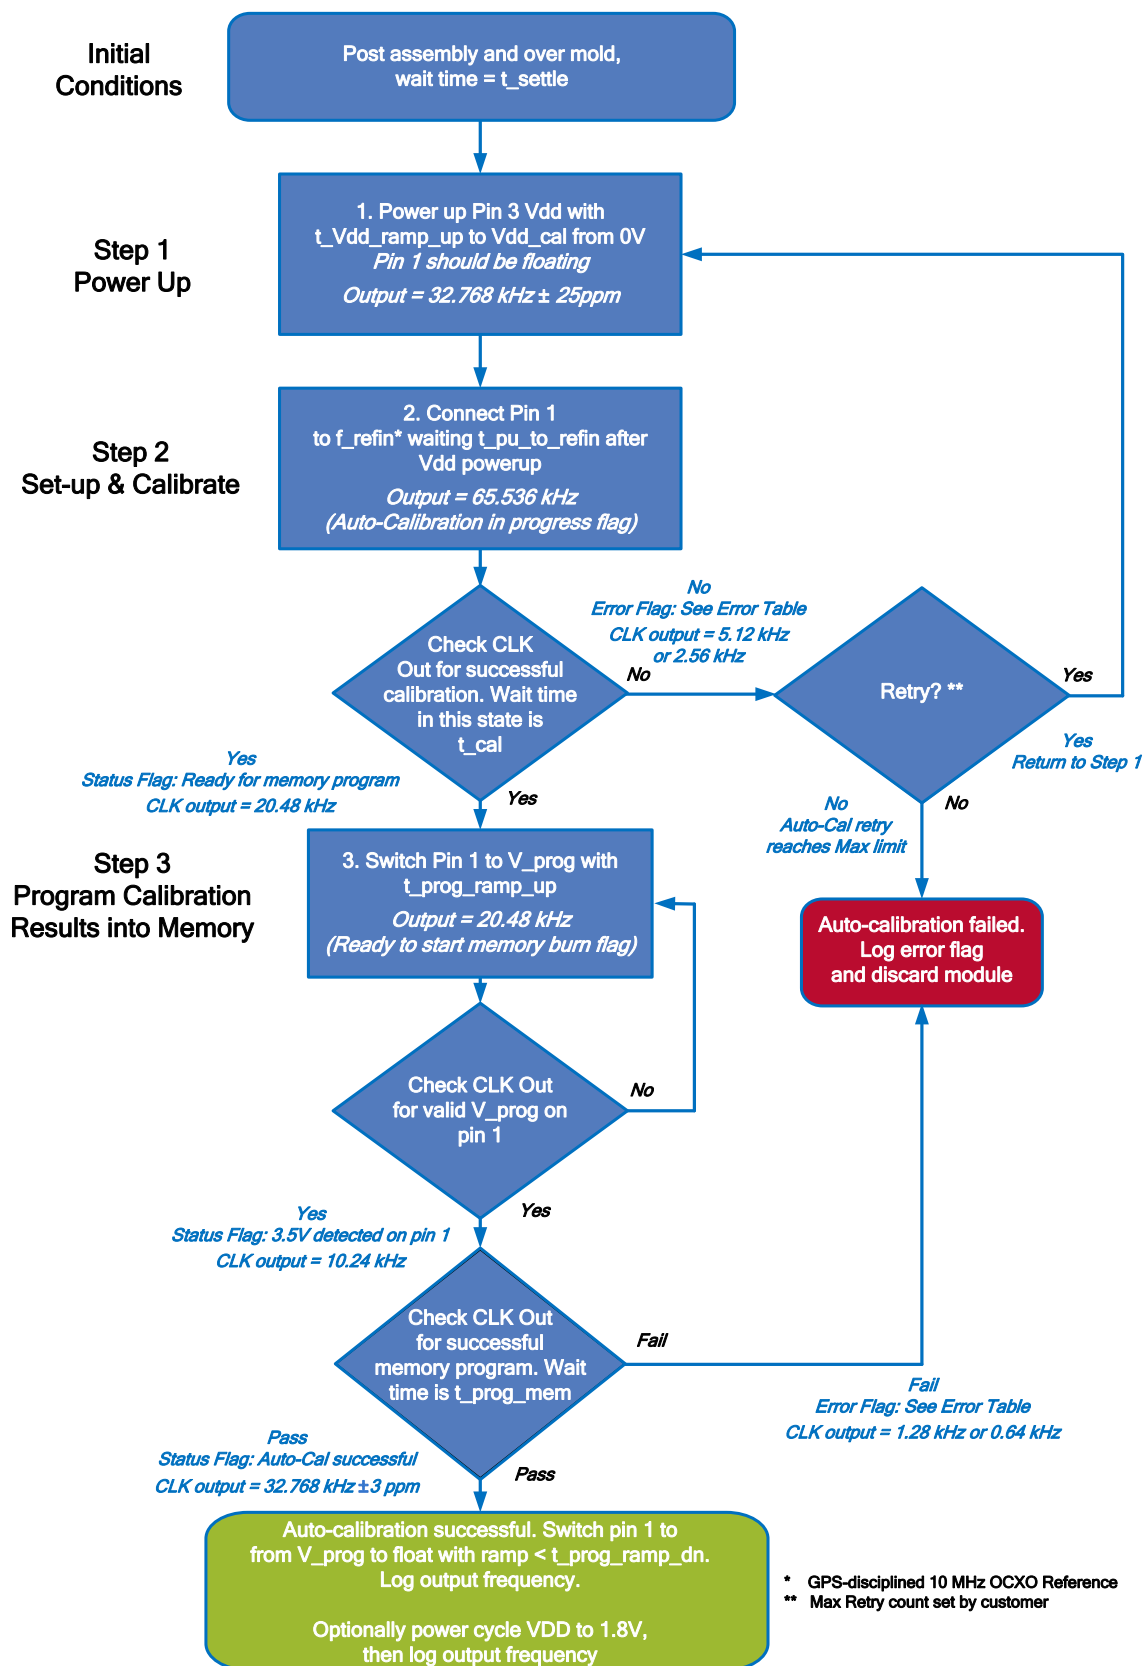 Initial
Conditions
Post assembly and over mold,
wait time = t_settle
Step 1
Power Up
1. Power up Pin 3 Vdd with
t_Vdd_ramp_up to Vdd_cal from 0V
Pin 1 should be floating
Output = 32.768 kHz ± 25ppm
Step 2
Set-up & Calibrate
2. Connect Pin 1
to f_refin* waiting t_pu_to_refin after
Vdd powerup
Output = 65.536 kHz
(Auto-Calibration in progress flag)
Check CLK
Out for successful
calibration. Wait time
in this state is
t_cal
No
Error Flag: See Error Table
CLK output = 5.12 kHz
or 2.56 kHz
No
Retry? **
Yes
Yes
Return to Step 1
Yes
Status Flag: Ready for memory program
CLK output = 20.48 kHz
Yes
No
Auto-Cal retry
reaches Max limit
No
Step 3
Program Calibration
Results into Memory
3. Switch Pin 1 to V_prog with
t_prog_ramp_up
Output = 20.48 kHz
(Ready to start memory burn flag)
Auto-calibration failed.
Log error flag
and discard module
Check CLK Out
for valid V_prog on
pin 1
No
Yes
Status Flag: 3.5V detected on pin 1
CLK output = 10.24 kHz
Yes
Check CLK Out
for successful
memory program. Wait
time is t_prog_mem
Fail
Fail
Error Flag: See Error Table
CLK output = 1.28 kHz or 0.64 kHz
Pass
Status Flag: Auto-Cal successful
CLK output = 32.768 kHz ±3 ppm
Pass
Auto-calibration successful. Switch pin 1 to
from V_prog to float with ramp < t_prog_ramp_dn.
Log output frequency.
Optionally power cycle VDD to 1.8V,
then log output frequency
* GPS-disciplined 10 MHz OCXO Reference
** Max Retry count set by customer